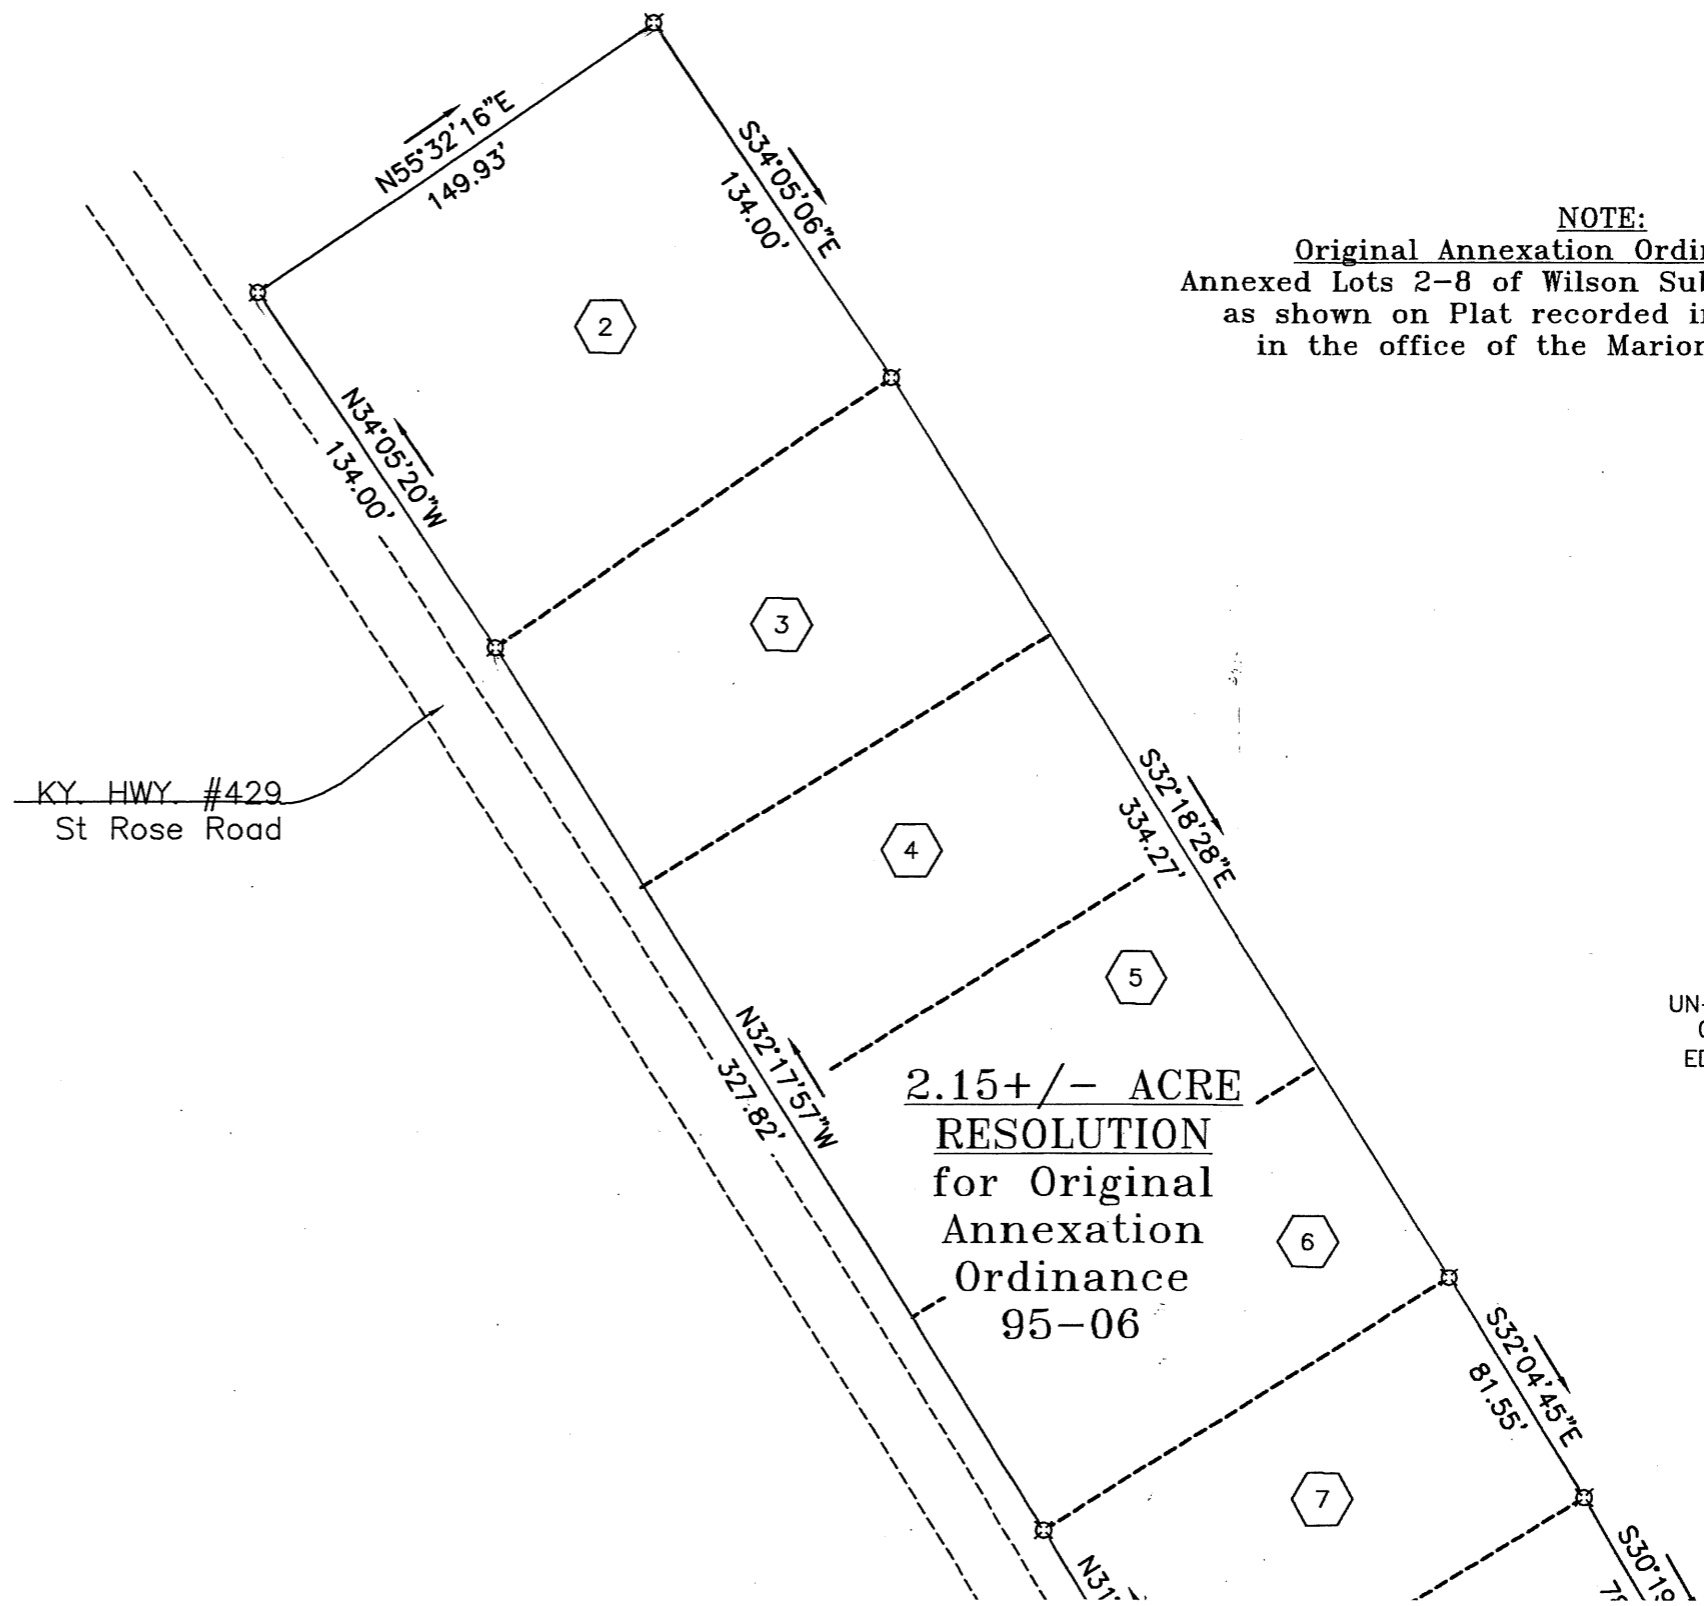 N55°32'16"E
149.93'
S34°05'06"E
134.00'
NOTE:
Original Annexation
Annexed Lots 2-8 of Wilson
as shown on Plat recorded
in the office of the
2
N34°05'20"W
134.00'
3
KY. HWY. #429
St Rose Road
S32°18'28"E
334.27'
4
5
N32°17'57"W
327.82'
2.15+/- ACRE
RESOLUTION
for Original
Annexation
Ordinance
95-06
6
S32°04'45"E
81.55'
7